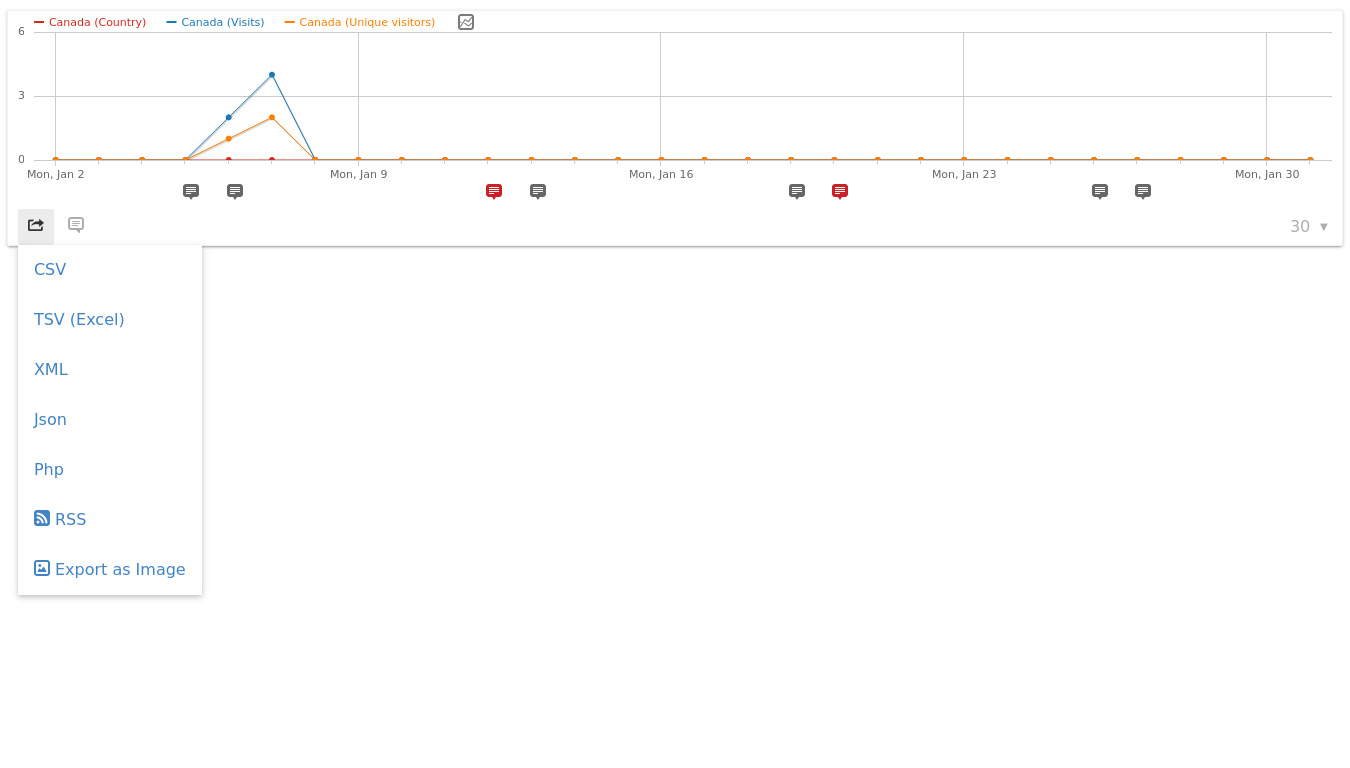 Canada (Country) Canada (Visits) Canada (Unique visitors)
6
3
0
Mon, Jan 2 Mon, Jan 9 Mon, Jan 16 Mon, Jan 23 Mon, Jan 30
30 ▼
CSV
TSV (Excel)
XML
Json
Php
RSS
Export as Image